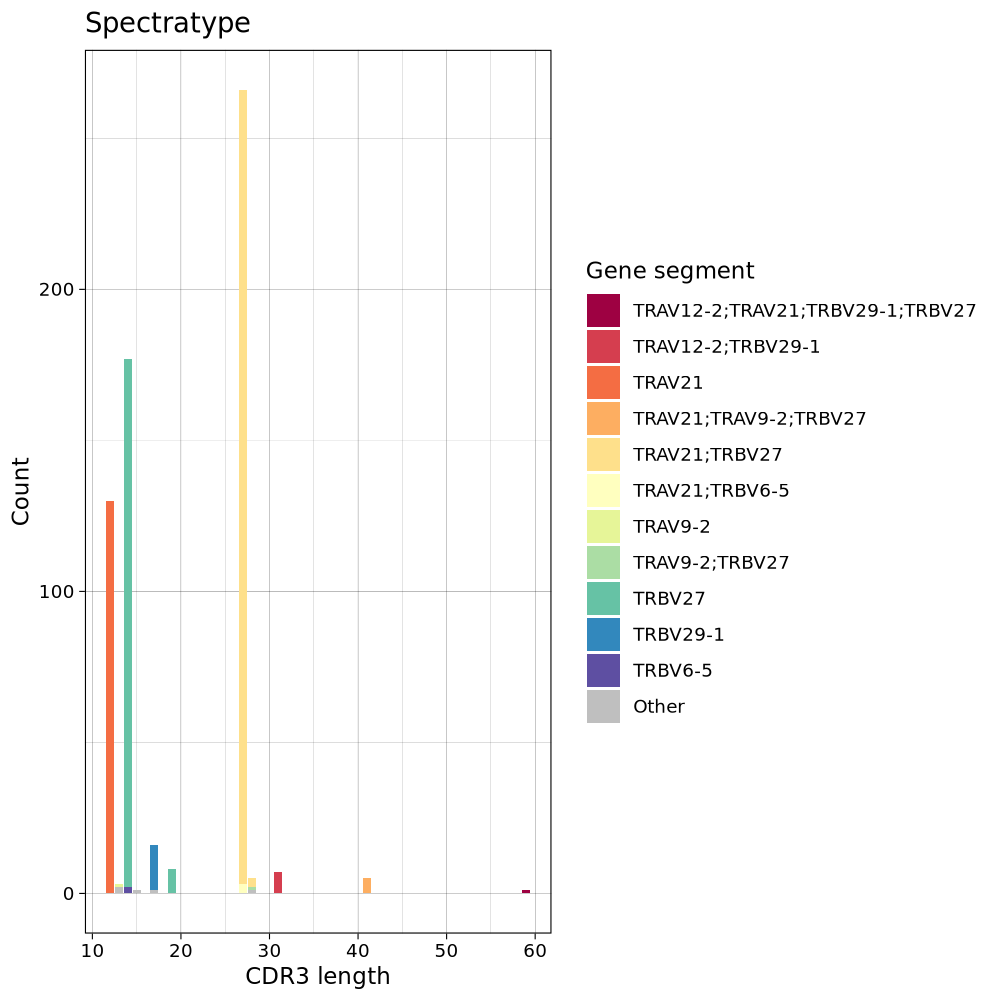 Spectratype
Count
200
100
0
10 20 30 40 50 60
CDR3 length
Gene segment
TRAV12-2;TRAV21;TRBV29-1;TRBV27
TRAV12-2;TRBV29-1
TRAV21
TRAV21;TRAV9-2;TRBV27
TRAV21;TRBV27
TRAV21;TRBV6-5
TRAV9-2
TRAV9-2;TRBV27
TRBV27
TRBV29-1
TRBV6-5
Other